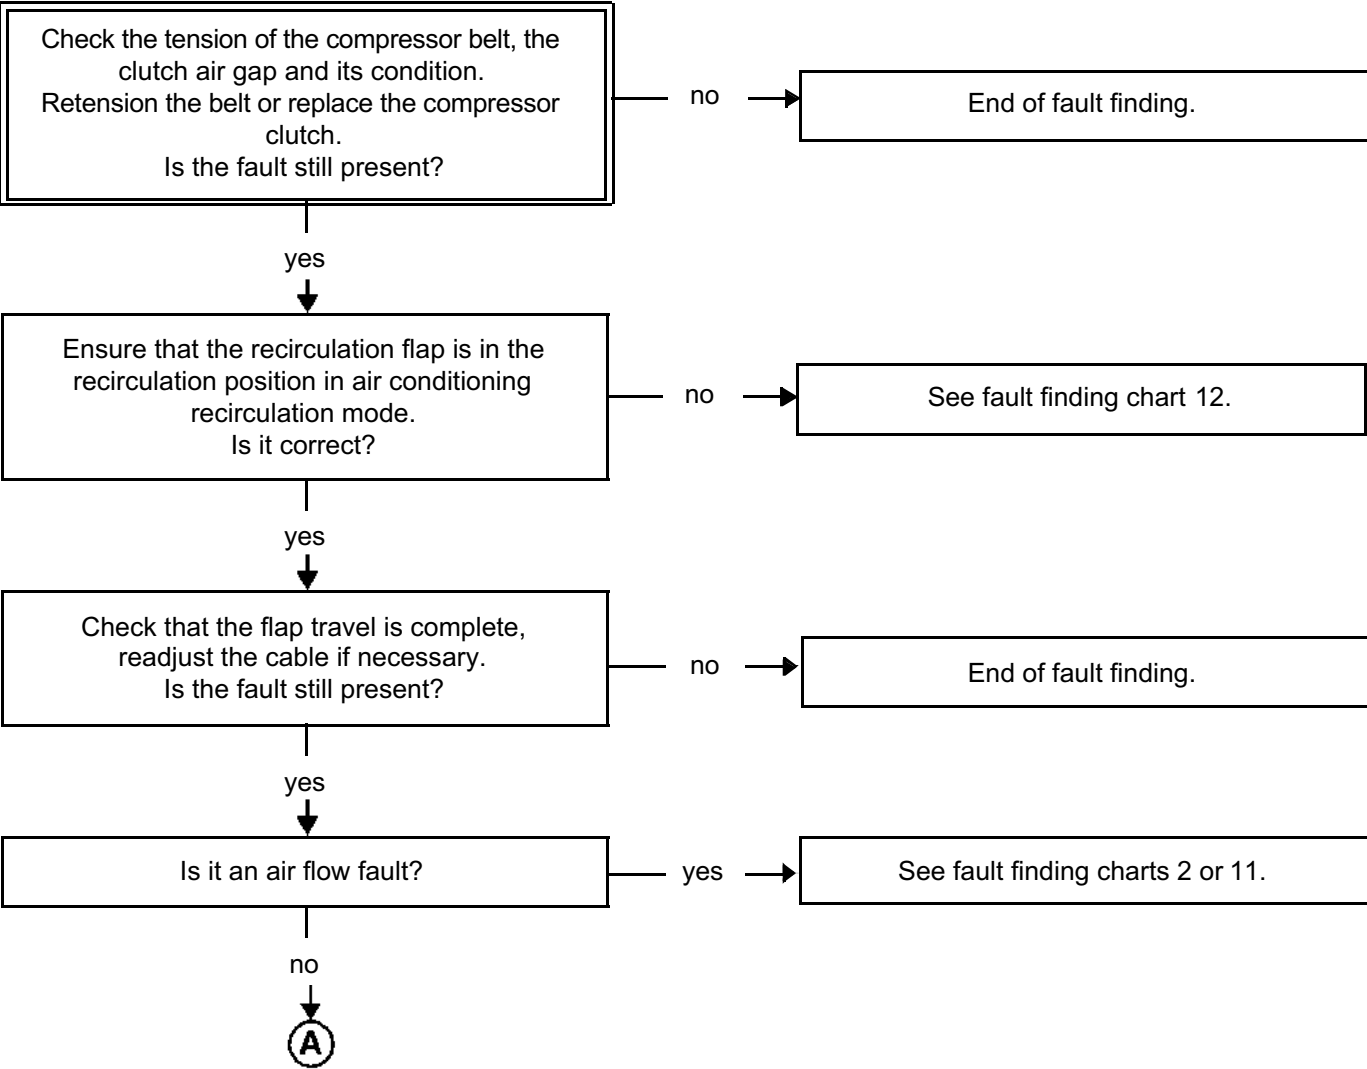 Check the tension of the compressor belt, the
clutch air gap and its condition.
Retension the belt or replace the compressor
clutch.
Is the fault still present?
no
End of fault finding.
yes
Ensure that the recirculation flap is in the
recirculation position in air conditioning
recirculation mode.
Is it correct?
no
See fault finding chart 12.
yes
Check that the flap travel is complete,
readjust the cable if necessary.
Is the fault still present?
no
End of fault finding.
yes
Is it an air flow fault?
yes
See fault finding charts 2 or 11.
no
A